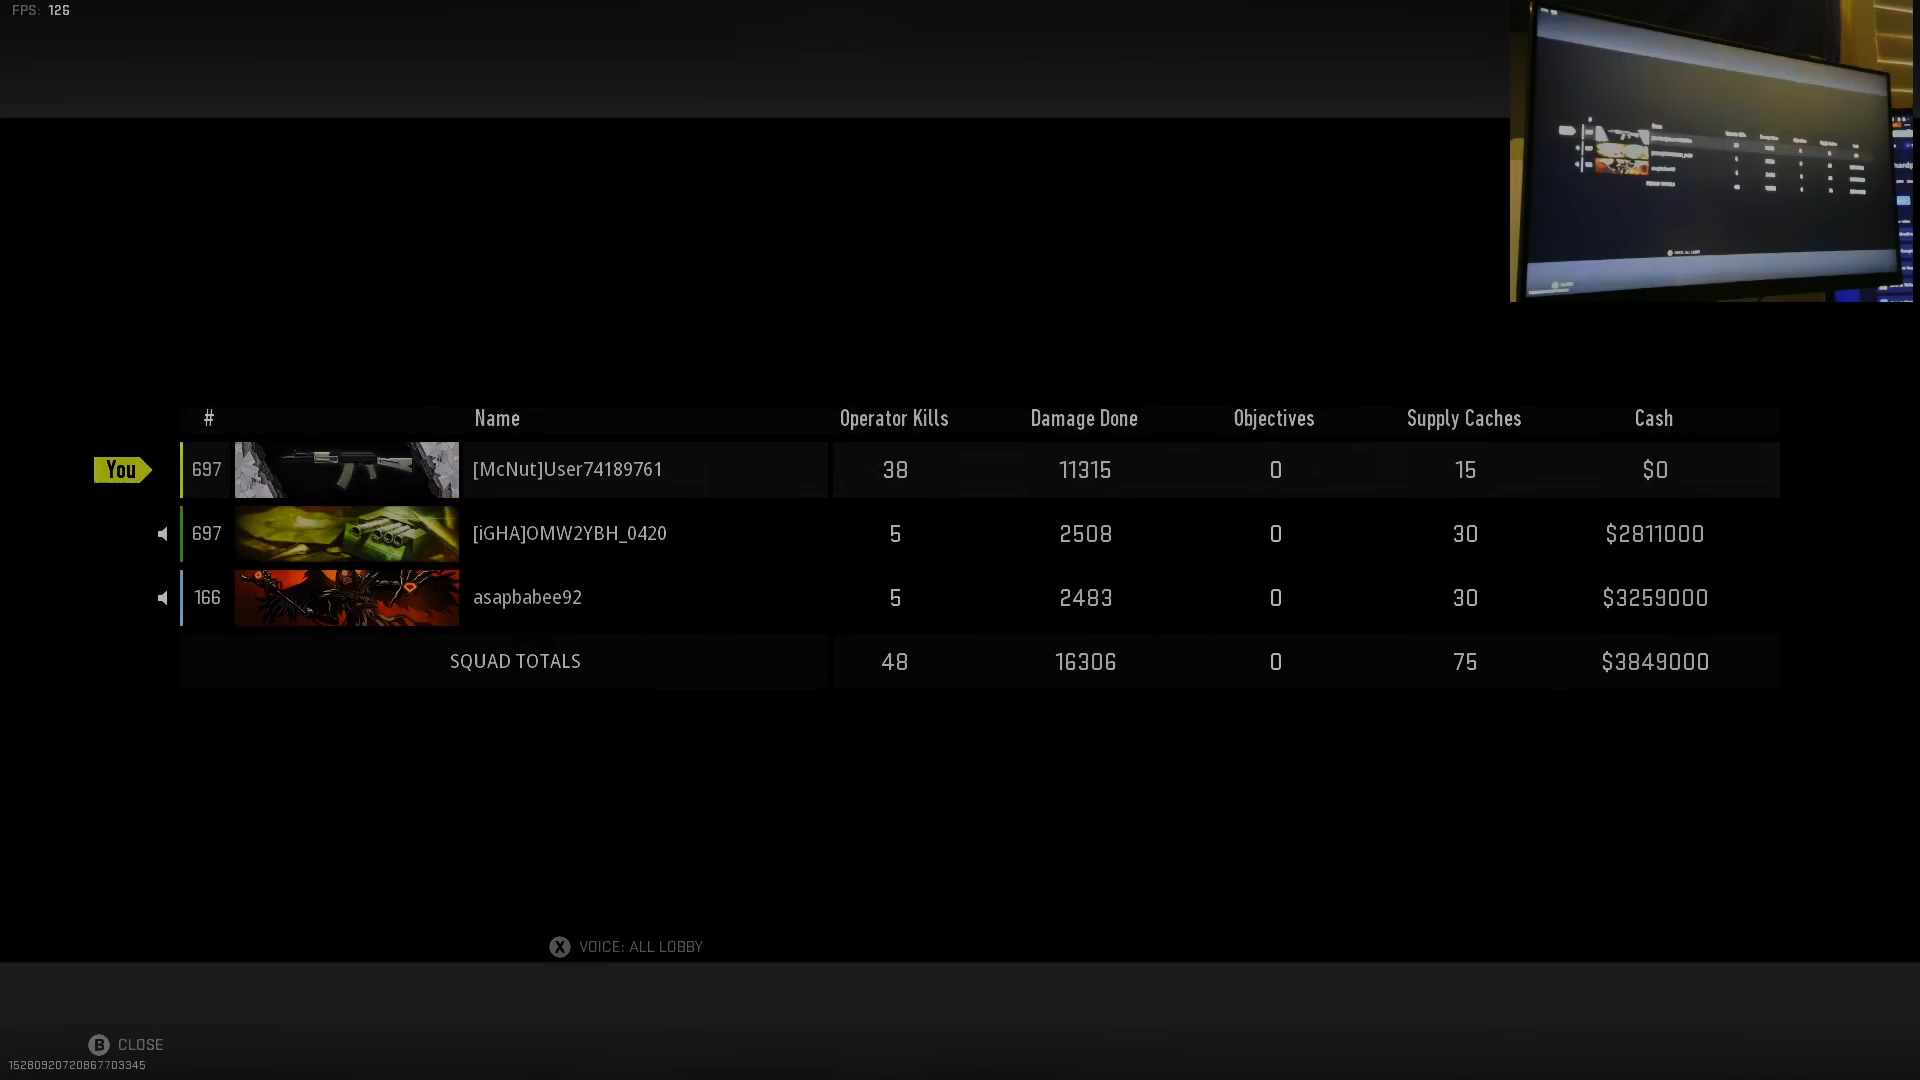 FPS: 126
# Name Operator Kills Damage Done Objectives Supply Caches Cash
You 697 [McNut]User74189761 38 11315 0 15 $0
697 [iGHA]OMW2YBH_0420 5 2508 0 30 $2811000
166 asapbabee92 5 2483 0 30 $3259000
SQUAD TOTALS 48 16306 0 75 $3849000
X VOICE: ALL LOBBY
B CLOSE
15280920720867703345